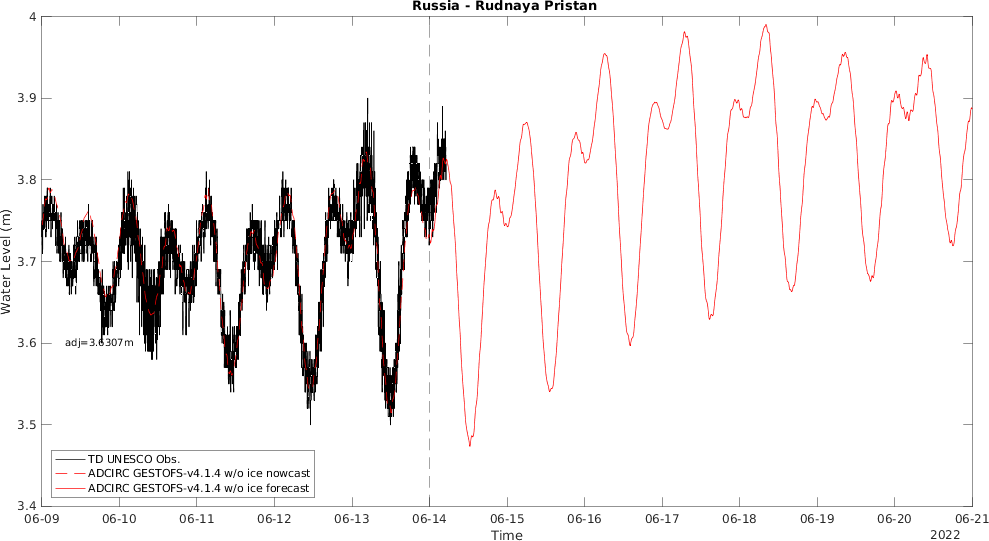 Russia - Rudnaya Pristan
4
3.9
3.8
3.7
3.6
3.5
3.4
Water Level (m)
adj=3.6307m
TD UNESCO Obs.
ADCIRC GESTOFS-v4.1.4 w/o ice nowcast
ADCIRC GESTOFS-v4.1.4 w/o ice forecast
06-09 06-10 06-11 06-12 06-13 06-14 06-15 06-16 06-17 06-18 06-19 06-20 06-21
Time
2022